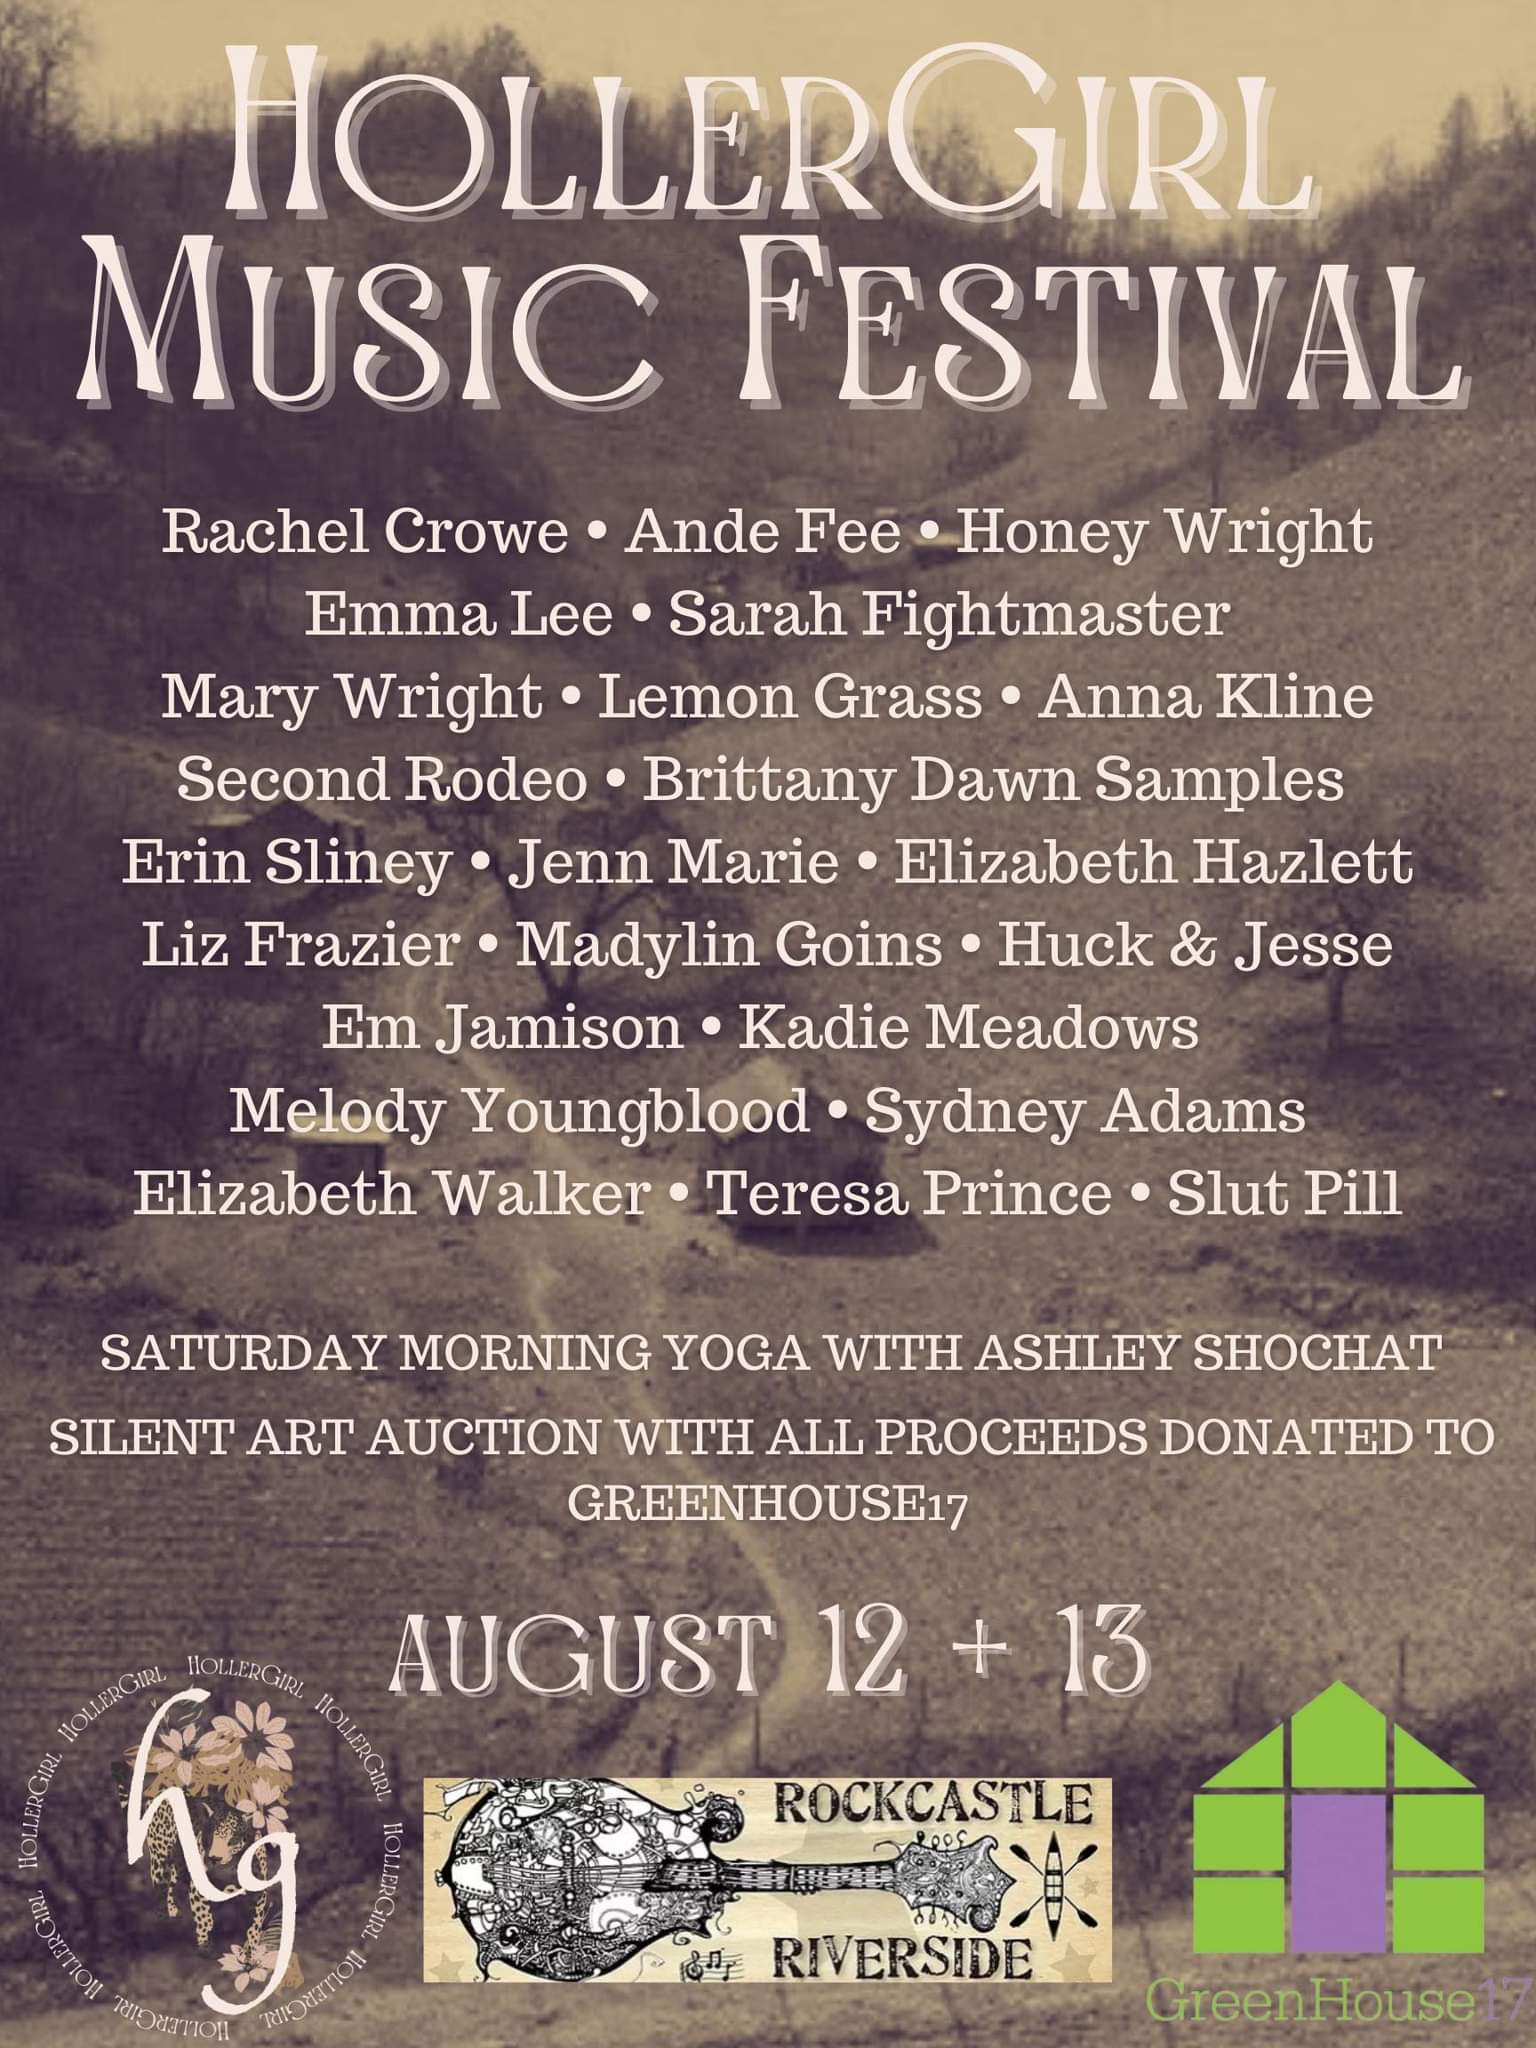 HollerGirl
Music Festival
Rachel Crowe • Ande Fee • Honey Wright
Emma Lee • Sarah Fightmaster
Mary Wright • Lemon Grass • Anna Kline
Second Rodeo • Brittany Dawn Samples
Erin Sliney • Jenn Marie • Elizabeth Hazlett
Liz Frazier • Madylin Goins • Huck & Jesse
Em Jamison • Kadie Meadows
Melody Youngblood • Sydney Adams
Elizabeth Walker • Teresa Prince • Slut Pill
SATURDAY MORNING YOGA WITH ASHLEY SHOCHAT
SILENT ART AUCTION WITH ALL PROCEEDS DONATED TO
GREENHOUSE17
AUGUST 12 + 13
HollerGirl HollerGirl HollerGirl HollerGirl HollerGirl HollerGirl HollerGirl HollerGirl HollerGirl
hg
ROCKCASTLE
RIVERSIDE
GreenHouse17